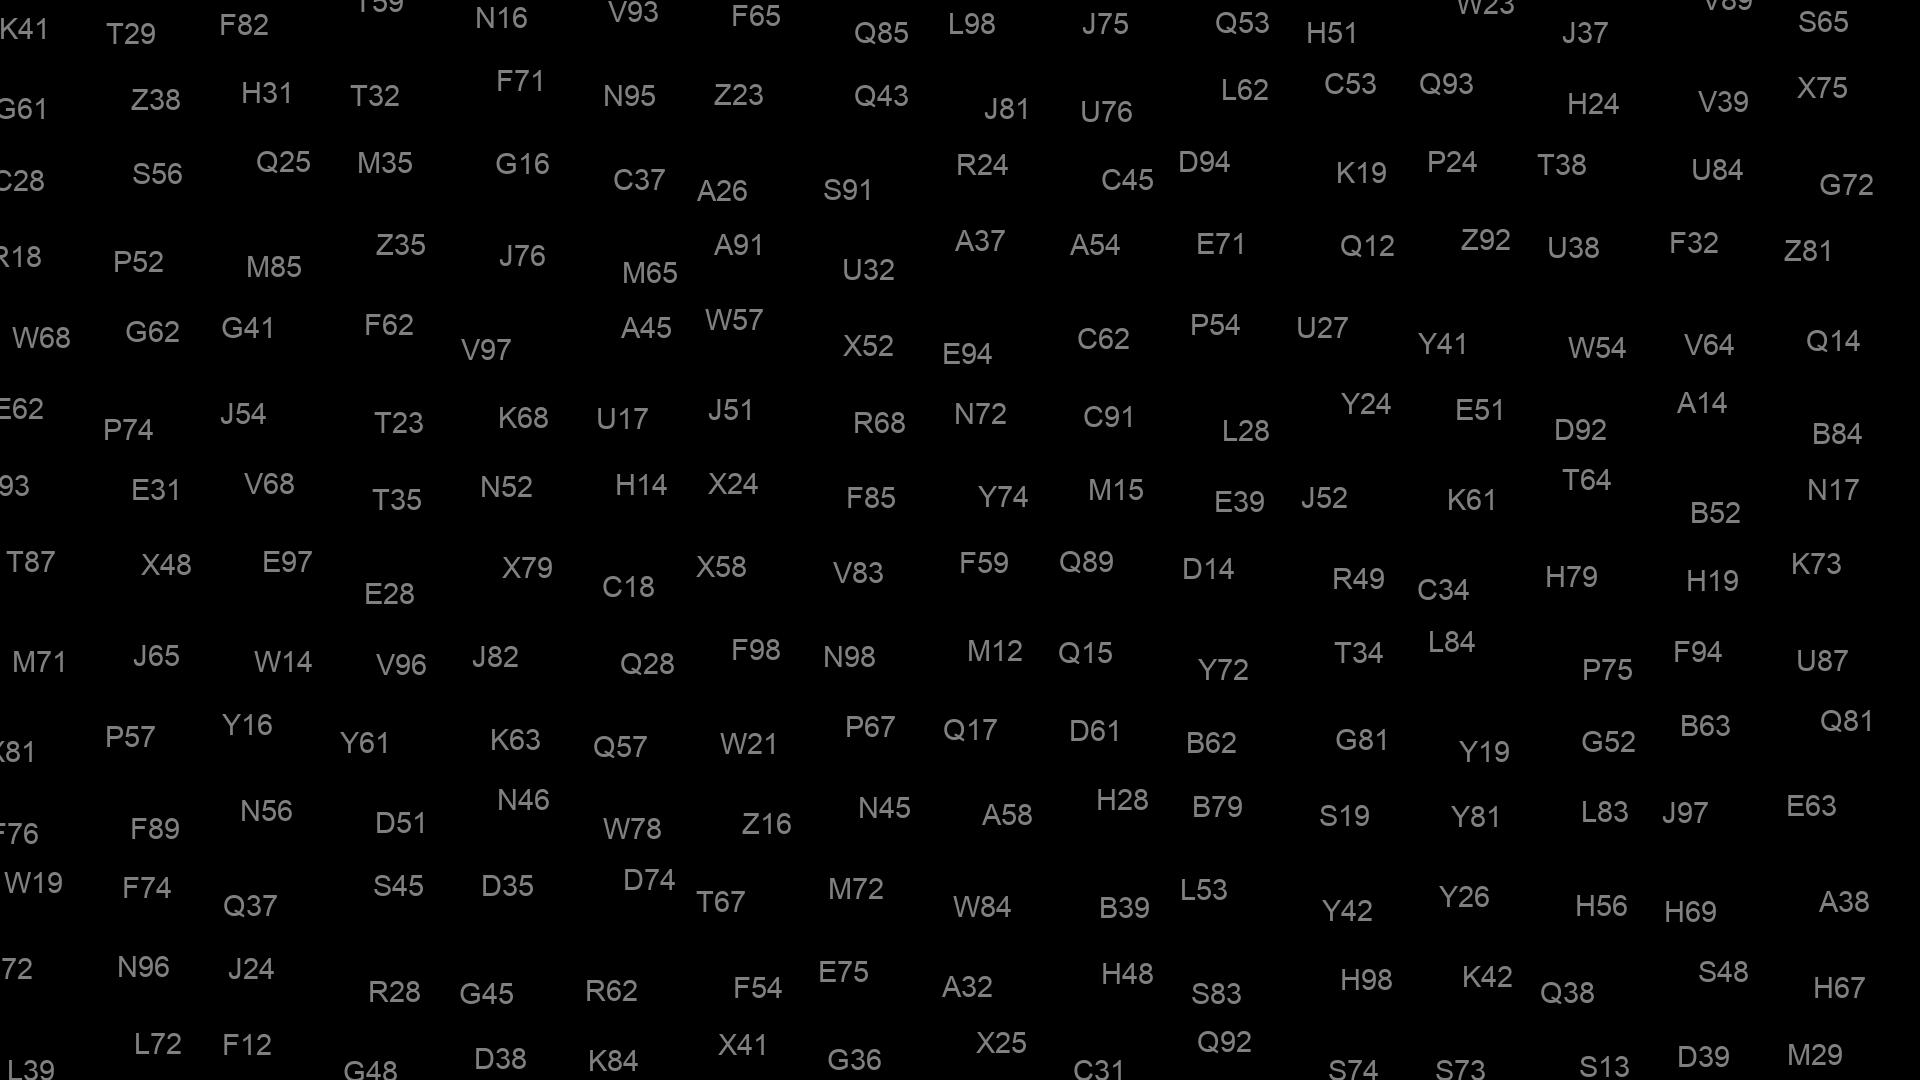 K41 T29 F82 T59 N16 V93 F65 Q85 L98 J75 Q53 H51 W23 J37 V89 S65
G61 Z38 H31 T32 F71 N95 Z23 Q43 J81 U76 L62 C53 Q93 H24 V39 X75
C28 S56 Q25 M35 G16 C37 A26 S91 R24 C45 D94 K19 P24 T38 U84 G72
R18 P52 M85 Z35 J76 M65 A91 U32 A37 A54 E71 Q12 Z92 U38 F32 Z81
W68 G62 G41 F62 V97 A45 W57 X52 E94 C62 P54 U27 Y41 W54 V64 Q14
E62 P74 J54 T23 K68 U17 J51 R68 N72 C91 L28 Y24 E51 D92 A14 B84
93 E31 V68 T35 N52 H14 X24 F85 Y74 M15 E39 J52 K61 T64 B52 N17
T87 X48 E97 E28 X79 C18 X58 V83 F59 Q89 D14 R49 C34 H79 H19 K73
M71 J65 W14 V96 J82 Q28 F98 N98 M12 Q15 Y72 T34 L84 P75 F94 U87
81 P57 Y16 Y61 K63 Q57 W21 P67 Q17 D61 B62 G81 Y19 G52 B63 Q81
F76 F89 N56 D51 N46 W78 Z16 N45 A58 H28 B79 S19 Y81 L83 J97 E63
W19 F74 Q37 S45 D35 D74 T67 M72 W84 B39 L53 Y42 Y26 H56 H69 A38
72 N96 J24 R28 G45 R62 F54 E75 A32 H48 S83 H98 K42 Q38 S48 H67
L39 L72 F12 G48 D38 K84 X41 G36 X25 C31 Q92 S74 S73 S13 D39 M29